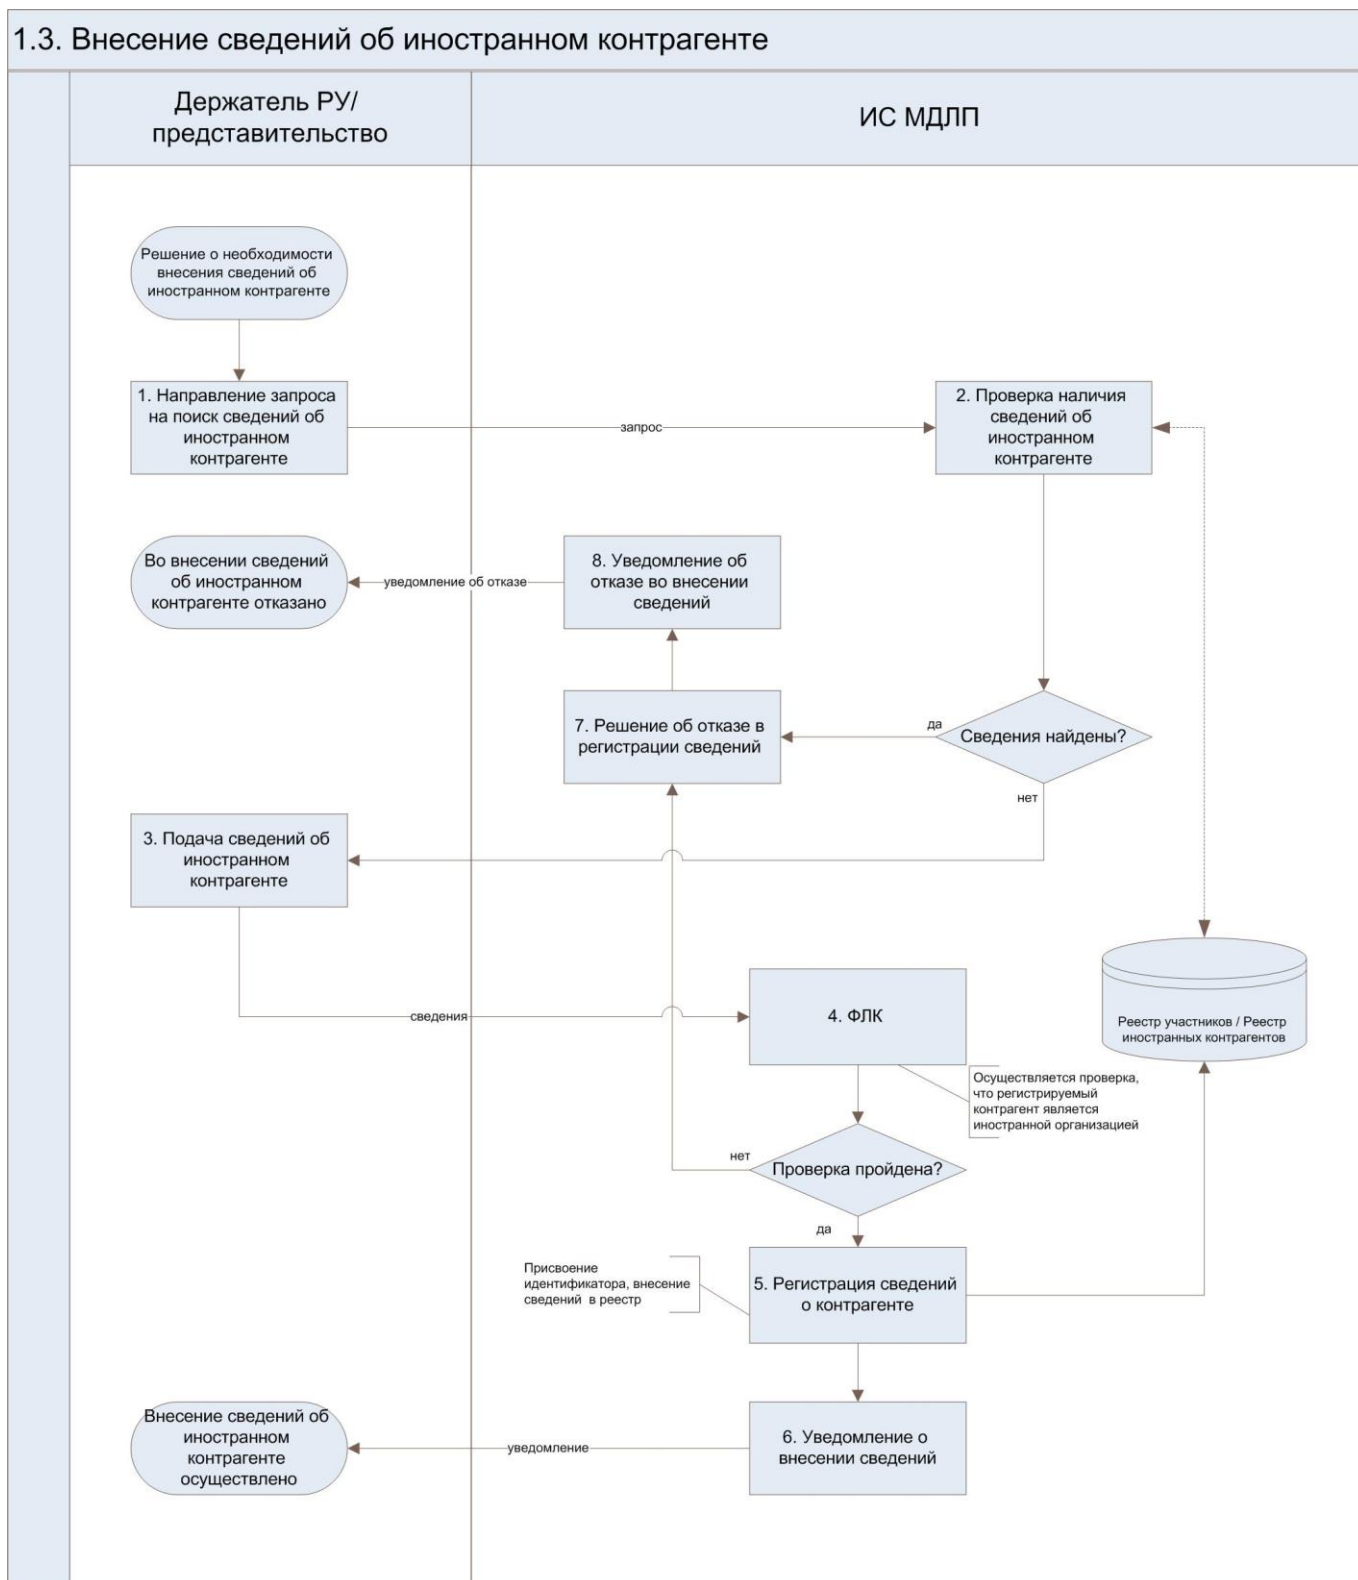 1.3. Внесение сведений об иностранном контрагенте
Держатель РУ/
представительство
ИС МДЛП
Решение о необходимости
внесения сведений об
иностранном контрагенте
1. Направление запроса
на поиск сведений об
иностранном
контрагенте
запрос
2. Проверка наличия
сведений об
иностранном
контрагенте
Во внесении сведений
об иностранном
контрагенте отказано
уведомление об отказе
8. Уведомление об
отказе во внесении
сведений
7. Решение об отказе в
регистрации сведений
да
Сведения найдены?
нет
3. Подача сведений об
иностранном
контрагенте
сведения
4. ФЛК
Реестр участников / Реестр
иностранных контрагентов
Осуществляется проверка,
что регистрируемый
контрагент является
иностранной организацией
нет
Проверка пройдена?
да
Присвоение
идентификатора, внесение
сведений в реестр
5. Регистрация сведений
о контрагенте
Внесение сведений об
иностранном
контрагенте
осуществлено
уведомление
6. Уведомление о
внесении сведений